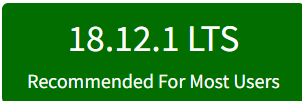 18.12.1 LTS
Recommended For Most Users